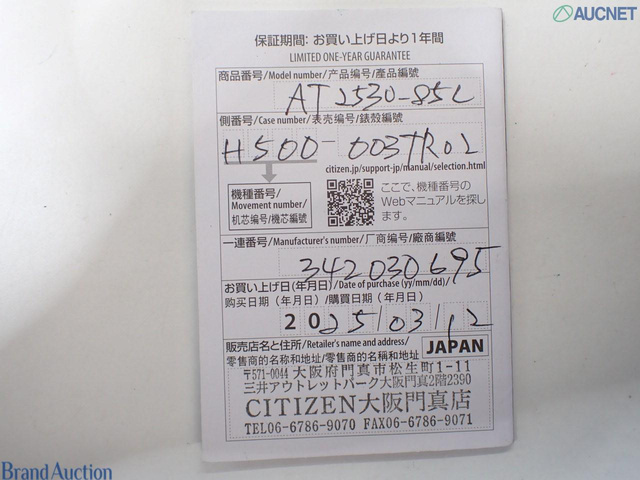 AUCNET
保証期間: お買い上げ日より1年間
LIMITED ONE-YEAR GUARANTEE
商品番号/Model number/产品编号/產品編號
AT2530-85L
側番号/Case number/表壳编号/錶殼編號
H500-003TR02
citizen.jp/support-jp/manual/selection.html
機種番号/
Movement number/
机芯编号/機芯編號
ここで、機種番号の
Webマニュアルを探し
ます。
一連番号/Manufacturer's number/厂商编号/廠商編號
342030695
お買い上げ日(年月日)/Date of purchase (yy/mm/dd)/
购买日期(年月日)/購買日期(年月日)
2025/03/12
販売店名と住所/Retailer's name and address/
零售商的名称和地址/零售商的名稱和地址
JAPAN
〒571-0044 大阪府門真市松生町1-11
三井アウトレットパーク大阪門真2階2390
CITIZEN大阪門真店
TEL06-6786-9070 FAX06-6786-9071
Brand Auction